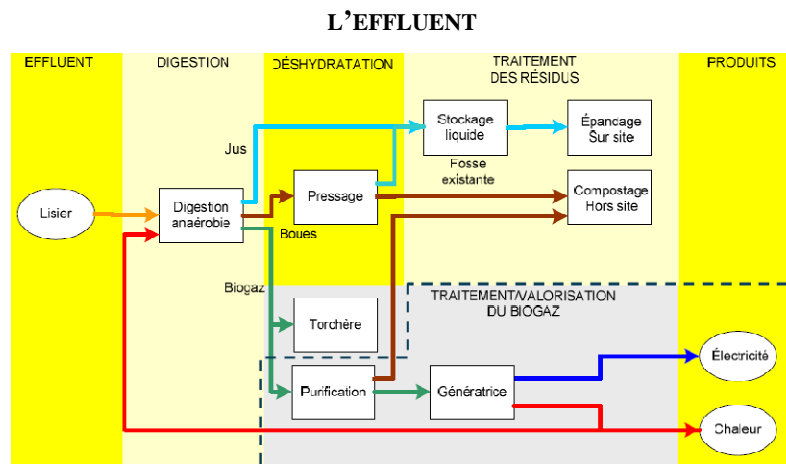 L'EFFLUENT
EFFLUENT
DIGESTION
DÉSHYDRATATION
TRAITEMENT
DES RÉSIDUS
PRODUITS
Stockage
liquide
Épandage
Sur site
Jus
Fosse
existante
Lisier
Digestion
anaérobie
Pressage
Compostage
Hors site
Boues
Biogaz
TRAITEMENT/VALORISATION
DU BIOGAZ
Torchère
Électricité
Purification
Génératrice
Chaleur